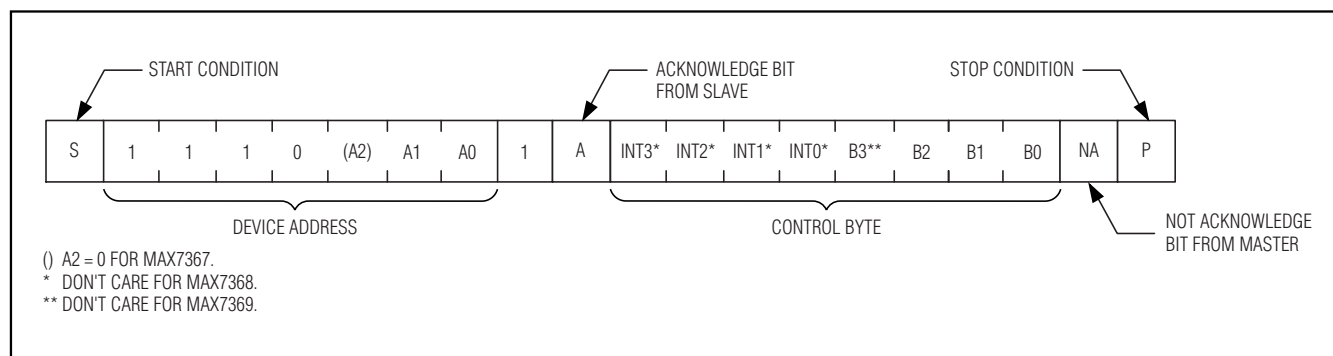 START CONDITION
ACKNOWLEDGE BIT
FROM SLAVE
STOP CONDITION
S 1 1 1 0 (A2) A1 A0 1 A INT3* INT2* INT1* INT0* B3** B2 B1 B0 NA P
DEVICE ADDRESS
CONTROL BYTE
NOT ACKNOWLEDGE
BIT FROM MASTER
() A2 = 0 FOR MAX7367.
* DON'T CARE FOR MAX7368.
** DON'T CARE FOR MAX7369.